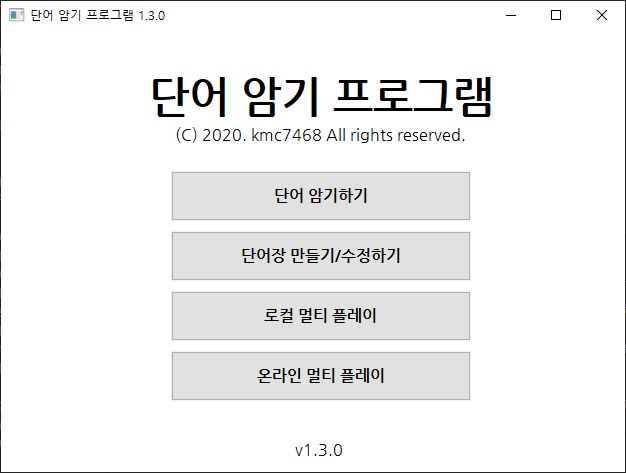 단어 암기 프로그램 1.3.0
단어 암기 프로그램
(C) 2020. kmc7468 All rights reserved.
단어 암기하기
단어장 만들기/수정하기
로컬 멀티 플레이
온라인 멀티 플레이
v1.3.0